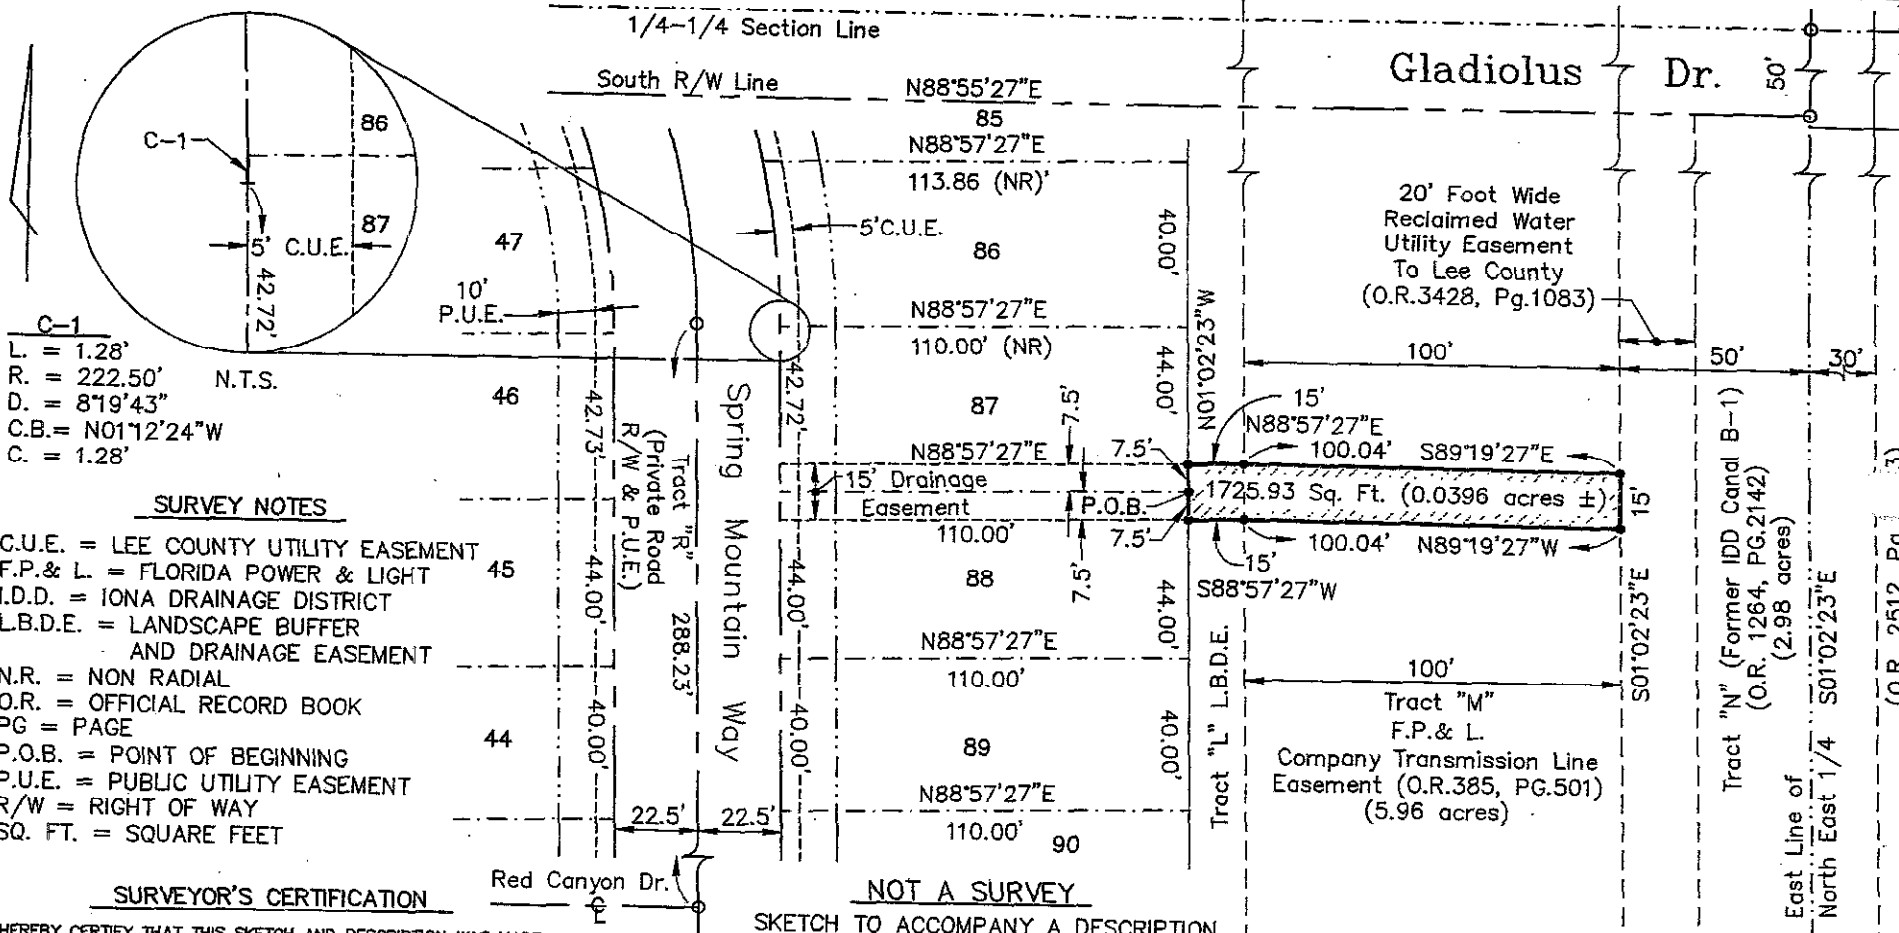 1/4-1/4 Section Line
Gladiolus Dr.
50'
South R/W Line
N88°55'27"E
85
N88°57'27"E
113.86 (NR)'
C-1
86
87
5' C.U.E.
42.72'
N.T.S.
C-1
L. = 1.28'
R. = 222.50'
D. = 8°19'43"
C.B.= N01°12'24"W
C. = 1.28'
47
10'
P.U.E.
46
45
44
5'C.U.E.
86
40.00'
N88°57'27"E
110.00' (NR)
87
44.00'
N01°02'23"W
20' Foot Wide
Reclaimed Water
Utility Easement
To Lee County
(O.R.3428, Pg.1083)
100'
50'
30'
42.73'
44.00'
40.00'
(Private Road
R/W & P.U.E.)
Tract "R"
288.23'
Spring Mountain Way
42.72'
44.00'
40.00'
22.5'
22.5'
N88°57'27"E
15' Drainage
Easement
110.00'
7.5'
7.5'
7.5'
7.5'
P.O.B.
15'
N88°57'27"E
100.04'
S89°19'27"E
1725.93 Sq. Ft. (0.0396 acres ±)
15'
100.04'
N89°19'27"W
15'
S88°57'27"W
88
44.00'
N88°57'27"E
110.00'
89
40.00'
N88°57'27"E
110.00'
90
Tract "L" L.B.D.E.
100'
Tract "M"
F.P.& L.
Company Transmission Line
Easement (O.R.385, PG.501)
(5.96 acres)
S01°02'23"E
Tract "N" (Former IDD Canal B-1)
(O.R. 1264, PG.2142)
(2.98 acres)
East Line of
North East 1/4 S01°02'23"E
(O.R. 2512 Pg 3)
SURVEY NOTES
C.U.E. = LEE COUNTY UTILITY EASEMENT
F.P.& L. = FLORIDA POWER & LIGHT
I.D.D. = IONA DRAINAGE DISTRICT
L.B.D.E. = LANDSCAPE BUFFER
AND DRAINAGE EASEMENT
N.R. = NON RADIAL
O.R. = OFFICIAL RECORD BOOK
PG = PAGE
P.O.B. = POINT OF BEGINNING
P.U.E. = PUBLIC UTILITY EASEMENT
R/W = RIGHT OF WAY
SQ. FT. = SQUARE FEET
Red Canyon Dr.
SURVEYOR'S CERTIFICATION
HEREBY CERTIFY THAT THIS SKETCH AND DESCRIPTION WAS MADE
NOT A SURVEY
SKETCH TO ACCOMPANY A DESCRIPTION